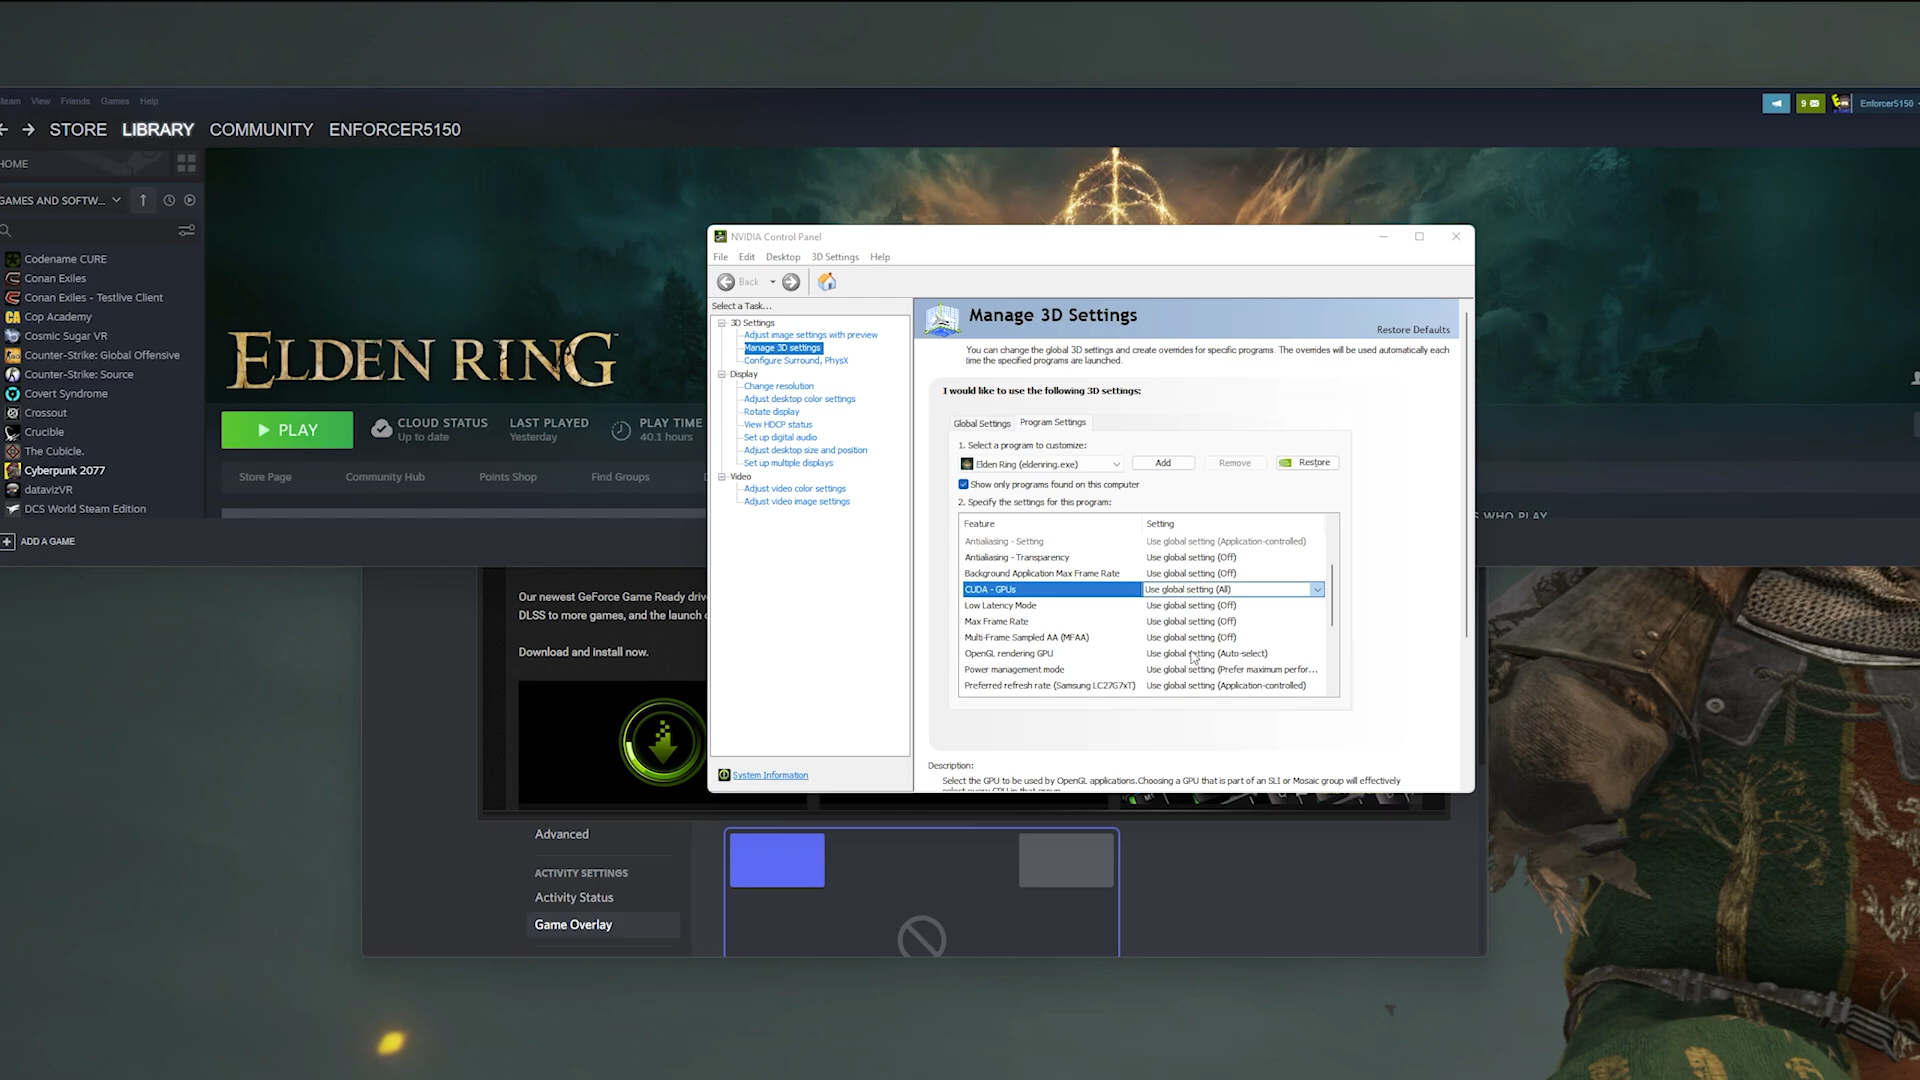 View Friends Games Help
9
Enforcer5150
STORE LIBRARY COMMUNITY ENFORCER5150
HOME
GAMES AND SOFTW...
Codename CURE
Conan Exiles
Conan Exiles - Testlive Client
Cop Academy
Cosmic Sugar VR
Counter-Strike: Global Offensive
Counter-Strike: Source
Covert Syndrome
Crossout
Crucible
The Cubicle.
Cyberpunk 2077
datavizVR
DCS World Steam Edition
ADD A GAME
ELDEN RING
PLAY
CLOUD STATUS
Up to date
LAST PLAYED
Yesterday
PLAY TIME
40.1 hours
Store Page Community Hub Points Shop Find Groups
WHO PLAY
NVIDIA Control Panel
File Edit Desktop 3D Settings Help
Back
Select a Task...
3D Settings
Adjust image settings with preview
Manage 3D settings
Configure Surround, PhysX
Display
Change resolution
Adjust desktop color settings
Rotate display
View HDCP status
Set up digital audio
Adjust desktop size and position
Set up multiple displays
Video
Adjust video color settings
Adjust video image settings
System Information
Manage 3D Settings
Restore Defaults
You can change the global 3D settings and create overrides for specific programs. The overrides will be used automatically each
time the specified programs are launched.
I would like to use the following 3D settings:
Global Settings Program Settings
1. Select a program to customize:
Elden Ring (eldenring.exe) Add Remove Restore
Show only programs found on this computer
2. Specify the settings for this program:
Feature Setting
Antialiasing - Setting Use global setting (Application-controlled)
Antialiasing - Transparency Use global setting (Off)
Background Application Max Frame Rate Use global setting (Off)
CUDA - GPUs Use global setting (All)
Low Latency Mode Use global setting (Off)
Max Frame Rate Use global setting (Off)
Multi-Frame Sampled AA (MFAA) Use global setting (Off)
OpenGL rendering GPU Use global setting (Auto-select)
Power management mode Use global setting (Prefer maximum perfor...
Preferred refresh rate (Samsung LC27G7xT) Use global setting (Application-controlled)
Description:
Select the GPU to be used by OpenGL applications.Choosing a GPU that is part of an SLI or Mosaic group will effectively
Our newest GeForce Game Ready
DLSS to more games, and the launch
Download and install now.
Advanced
ACTIVITY SETTINGS
Activity Status
Game Overlay